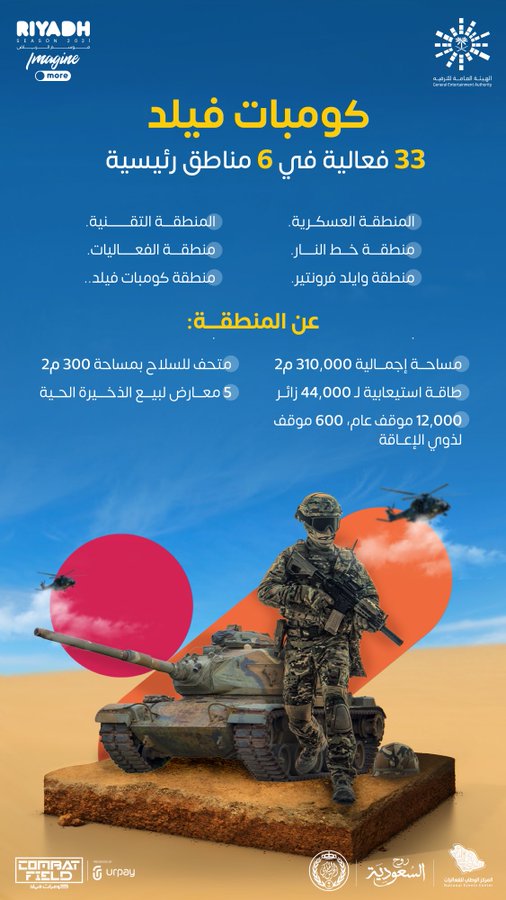 RIYADH
SEASON 2021
موسم الرياض
Imagine
more
الهيئة العامة للترفيه
General Entertainment Authority
كومبات فيلد
33 فعالية في 6 مناطق رئيسية
المنطقة العسكرية.
منطقة خط النار.
منطقة وايلد فرونتير.
المنطقة التقنية.
منطقة الفعاليات.
منطقة كومبات فيلد..
عن المنطقة:
مساحة إجمالية 310,000 م2
طاقة استيعابية لـ 44,000 زائر
12,000 موقف عام، 600 موقف
لذوي الإعاقة
متحف للسلاح بمساحة 300 م2
5 معارض لبيع الذخيرة الحية
COMBAT
FIELD
كومبات فيلد
urpay
روح
السعودية
المركز الوطني للفعاليات
National Events Center